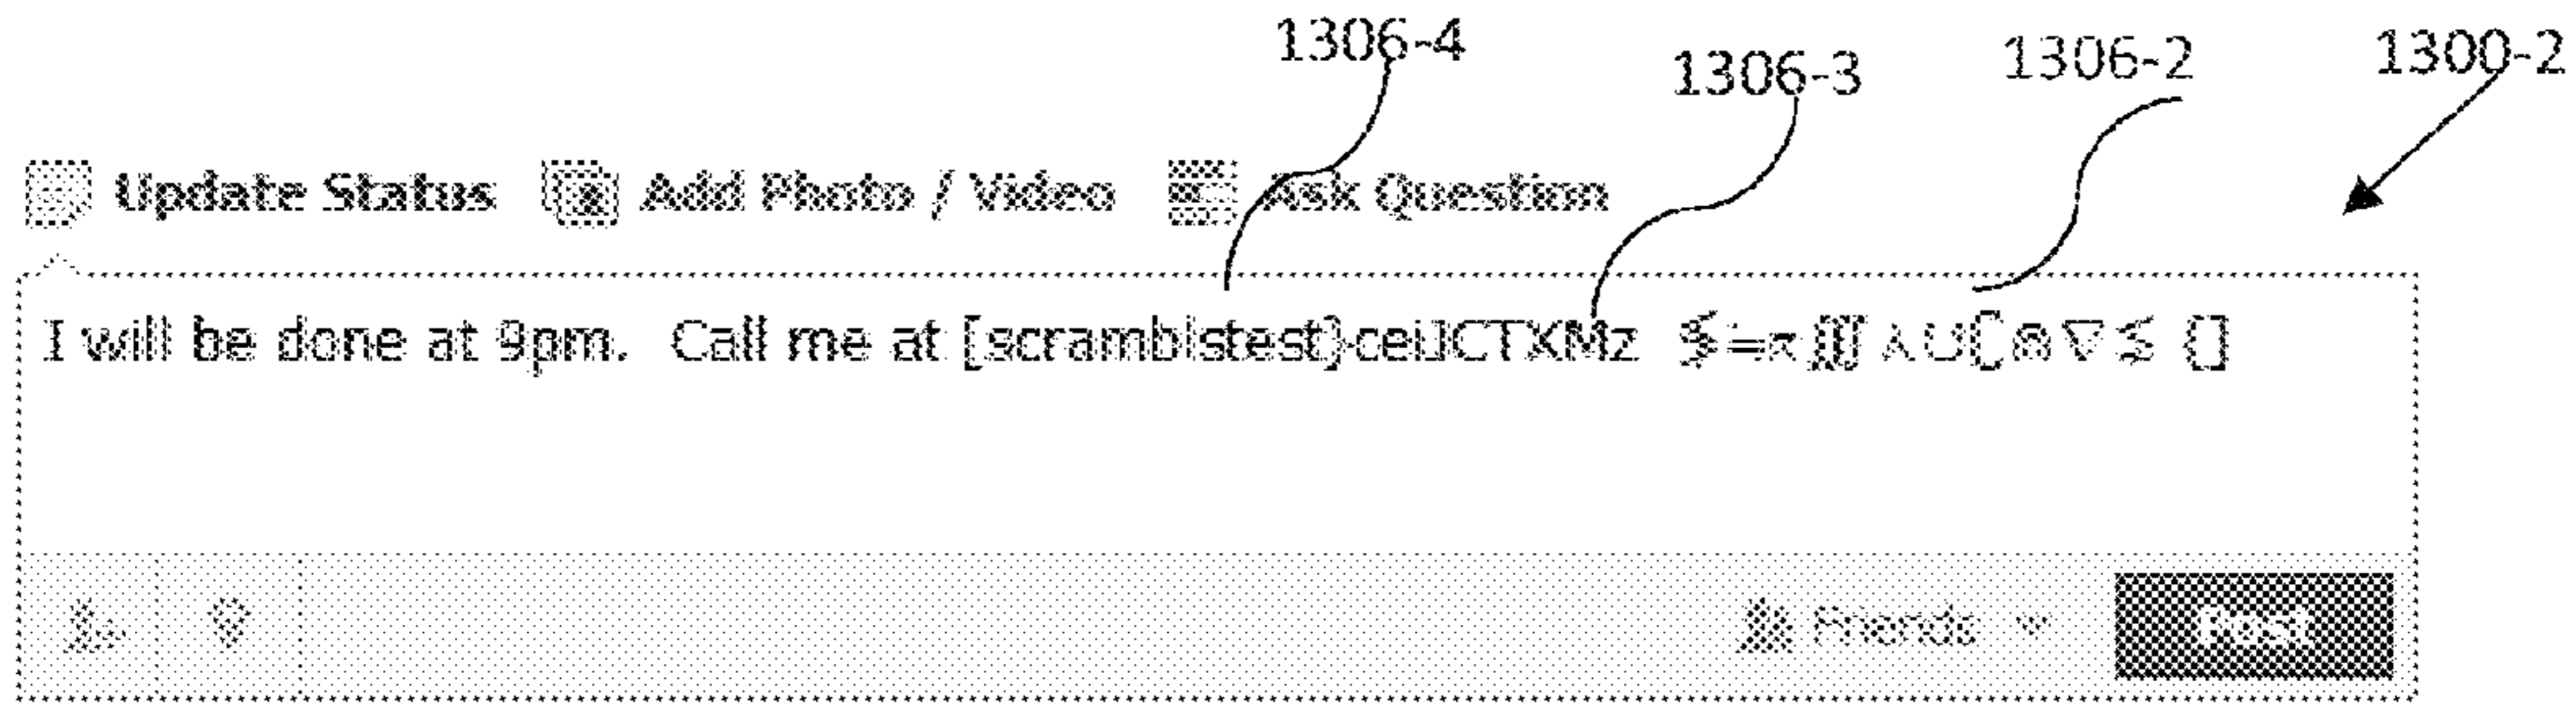 1306-4 1306-3 1306-2 1300-2
Update Status Add Photo / Video Ask Question
I will be done at 9pm. Call me at [scramblstest}
Friends Post